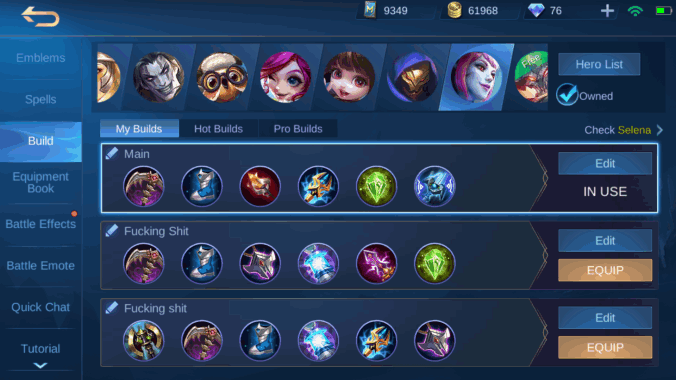 9349
61968
76
Emblems
Spells
Build
Equipment
Book
Battle Effects
Battle Emote
Quick Chat
Tutorial
Free
Hero List
Owned
My Builds
Hot Builds
Pro Builds
Check Selena
Main
Edit
IN USE
Fucking Shit
Edit
EQUIP
Fucking shit
Edit
EQUIP